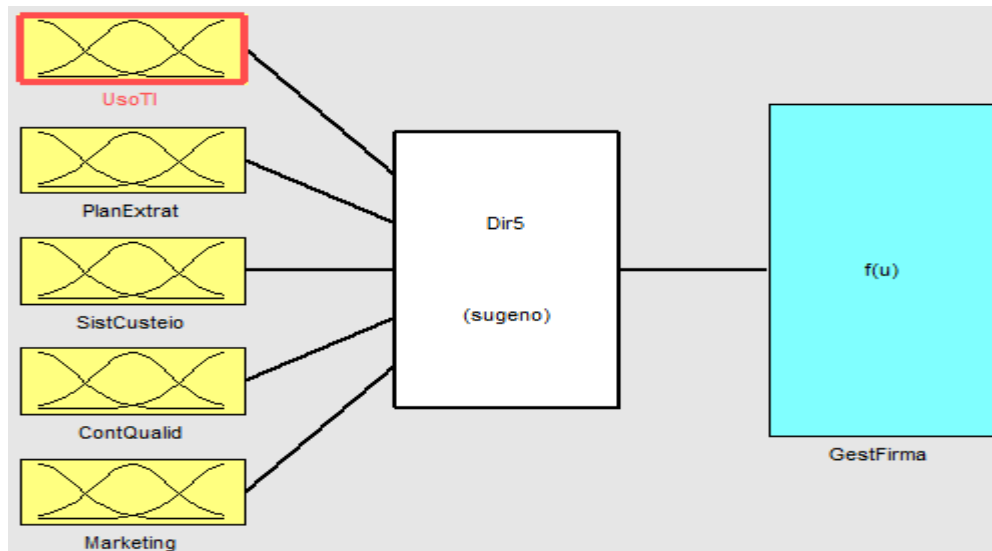 UsoTI
PlanExtrat
SistCusteio
ContQualid
Marketing
Dir5
(sugeno)
f(u)
GestFirma